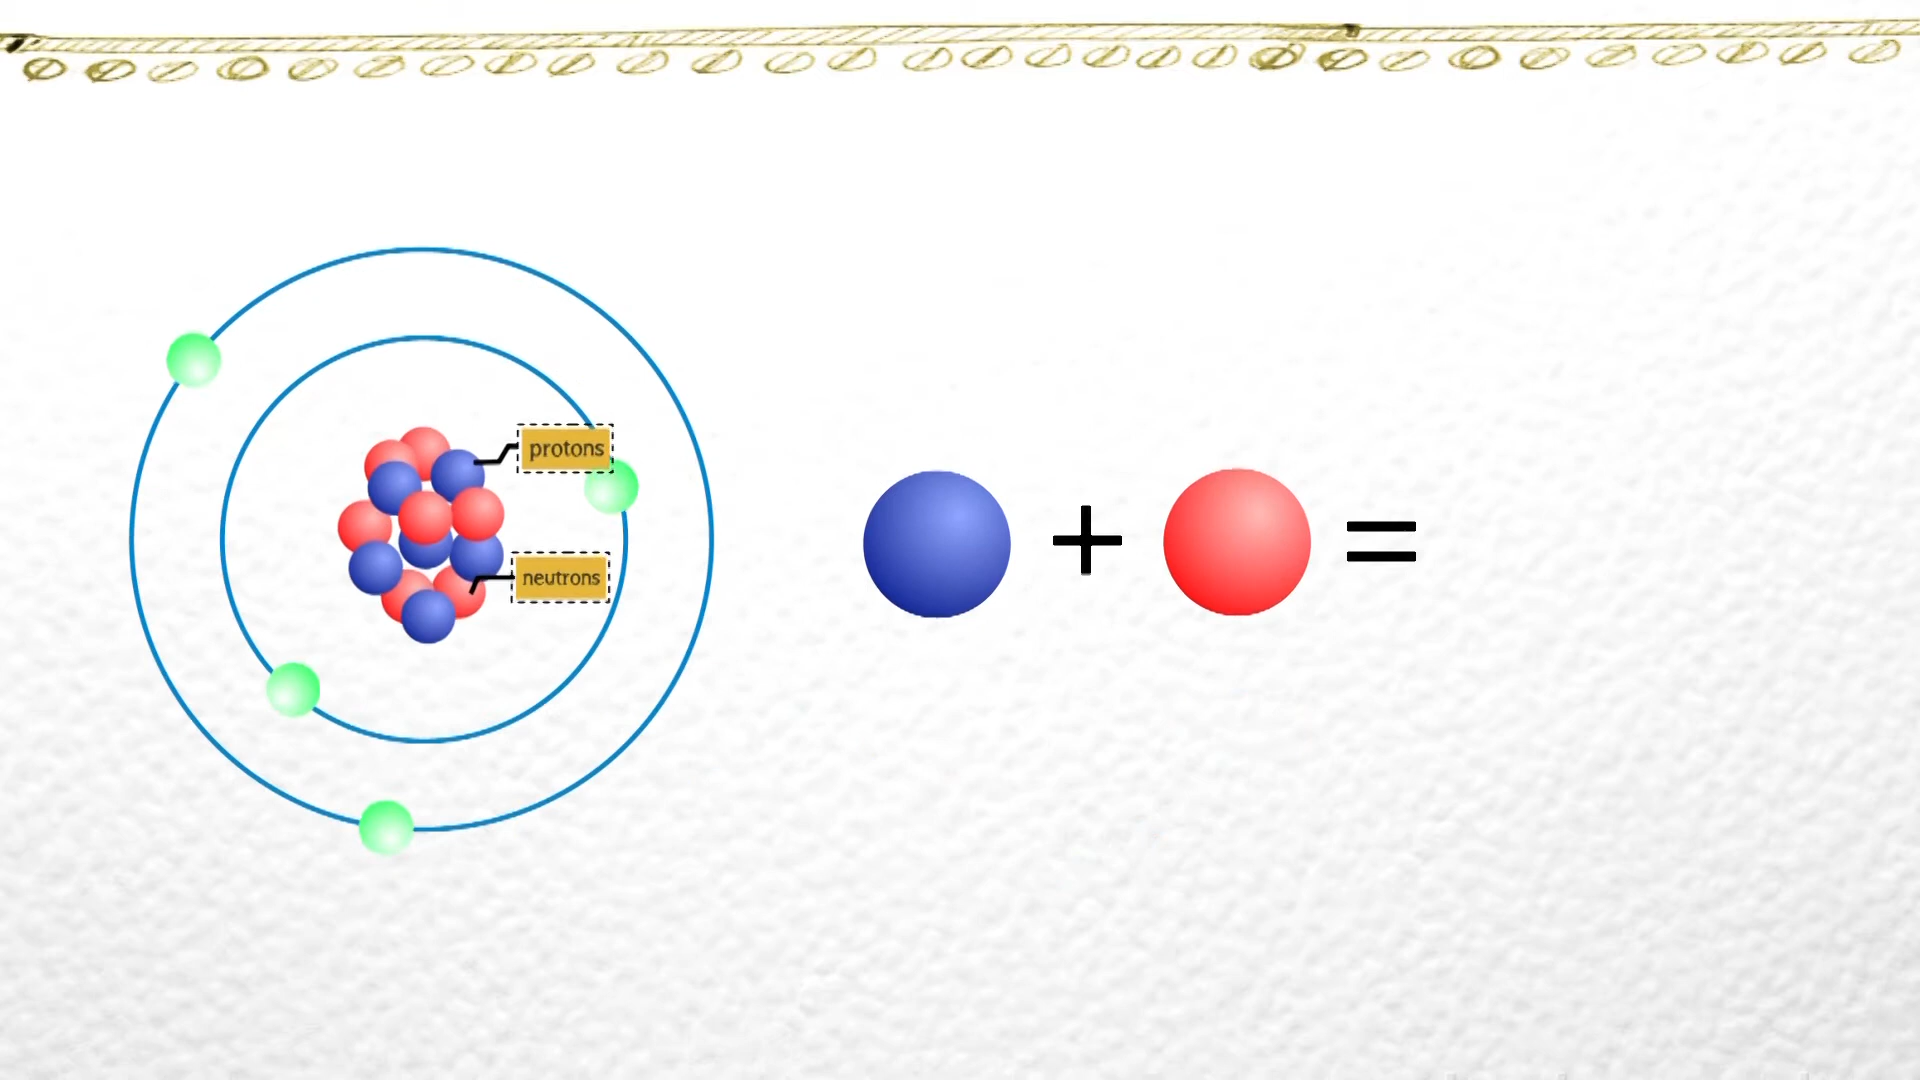 protons
+ =
neutrons